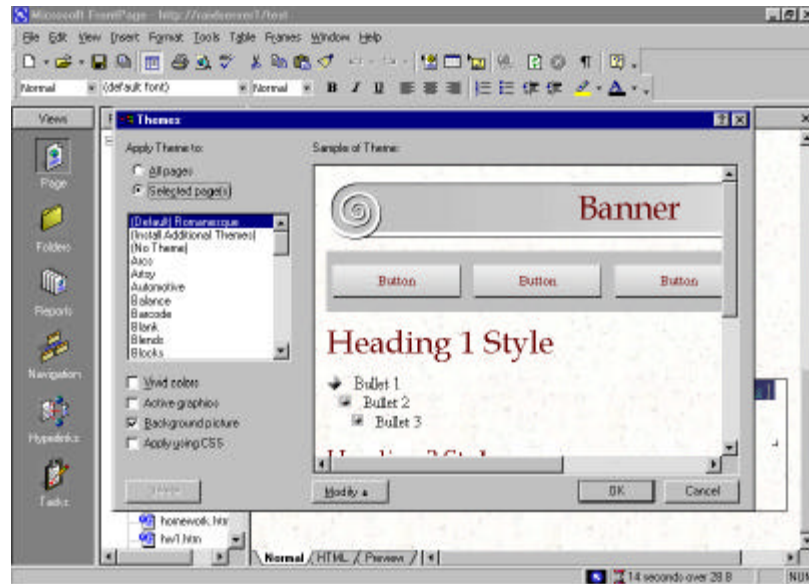 Microsoft FrontPage - http://randserver1/test
File Edit View Insert Format Tools Table Frames Window Help
Normal (default font) Normal B I U A
Views
Page
Folders
Reports
Navigation
Hyperlinks
Tasks
Themes
Apply Theme to:
All pages
Selected page(s)
(Default) Romanesque
(Install Additional Themes)
(No Theme)
Arcs
Artsy
Automotive
Balance
Barcode
Blank
Blends
Blocks
Vivid colors
Active graphics
Background picture
Apply using CSS
Sample of Theme:
Banner
Button Button Button
Heading 1 Style
Bullet 1
Bullet 2
Bullet 3
Modify OK Cancel
homework.htm
hw1.htm
Normal HTML Preview
14 seconds over 28.8 NUM